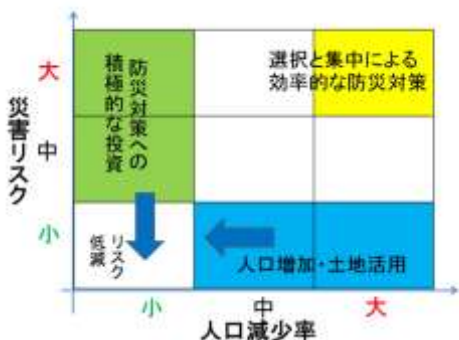 災害リスク
大
中
小
防災対策への
積極的な投資
選択と集中による
効率的な防災対策
リスク
低減
人口増加・土地活用
小
中
大
人口減少率